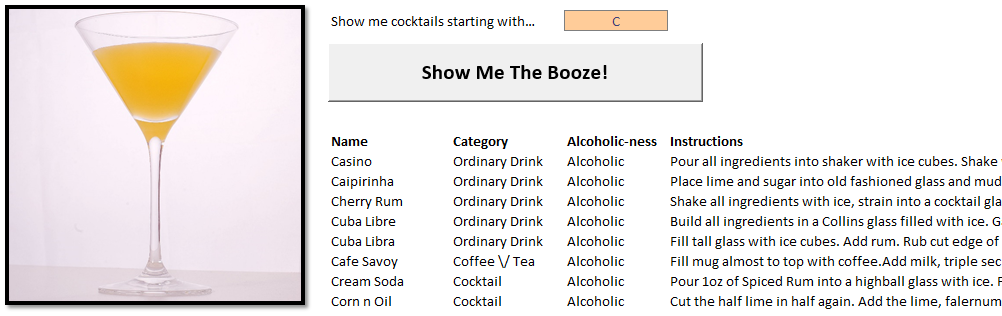 Show me cocktails starting with... C
Show Me The Booze!
Name Category Alcoholic-ness Instructions
Casino Ordinary Drink Alcoholic Pour all ingredients into shaker with ice cubes. Shake
Caipirinha Ordinary Drink Alcoholic Place lime and sugar into old fashioned glass and mud
Cherry Rum Ordinary Drink Alcoholic Shake all ingredients with ice, strain into a cocktail gla
Cuba Libre Ordinary Drink Alcoholic Build all ingredients in a Collins glass filled with ice. G
Cuba Libra Ordinary Drink Alcoholic Fill tall glass with ice cubes. Add rum. Rub cut edge of
Cafe Savoy Coffee \/ Tea Alcoholic Fill mug almost to top with coffee.Add milk, triple sec
Cream Soda Cocktail Alcoholic Pour 1oz of Spiced Rum into a highball glass with ice. F
Corn n Oil Cocktail Alcoholic Cut the half lime in half again. Add the lime, falernum